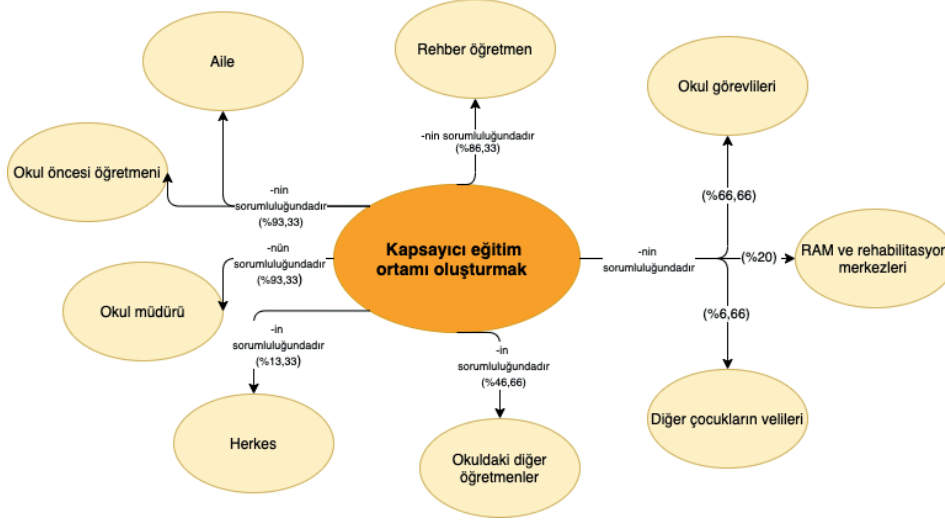 Aile
Rehber öğretmen
Okul görevlileri
Okul öncesi öğretmeni
-nin sorumluluğundadır
(%86,33)
-nin
sorumluluğundadır
(%93,33)
(%66,66)
Kapsayıcı eğitim
ortamı oluşturmak
-nün
sorumluluğundadır
(%93,33)
-nin
sorumluluğundadır
(%20)
RAM ve rehabilitasyon
merkezleri
Okul müdürü
(%6,66)
-in
sorumluluğundadır
(%13,33)
-in
sorumluluğundadır
(%46,66)
Diğer çocukların velileri
Herkes
Okuldaki diğer
öğretmenler